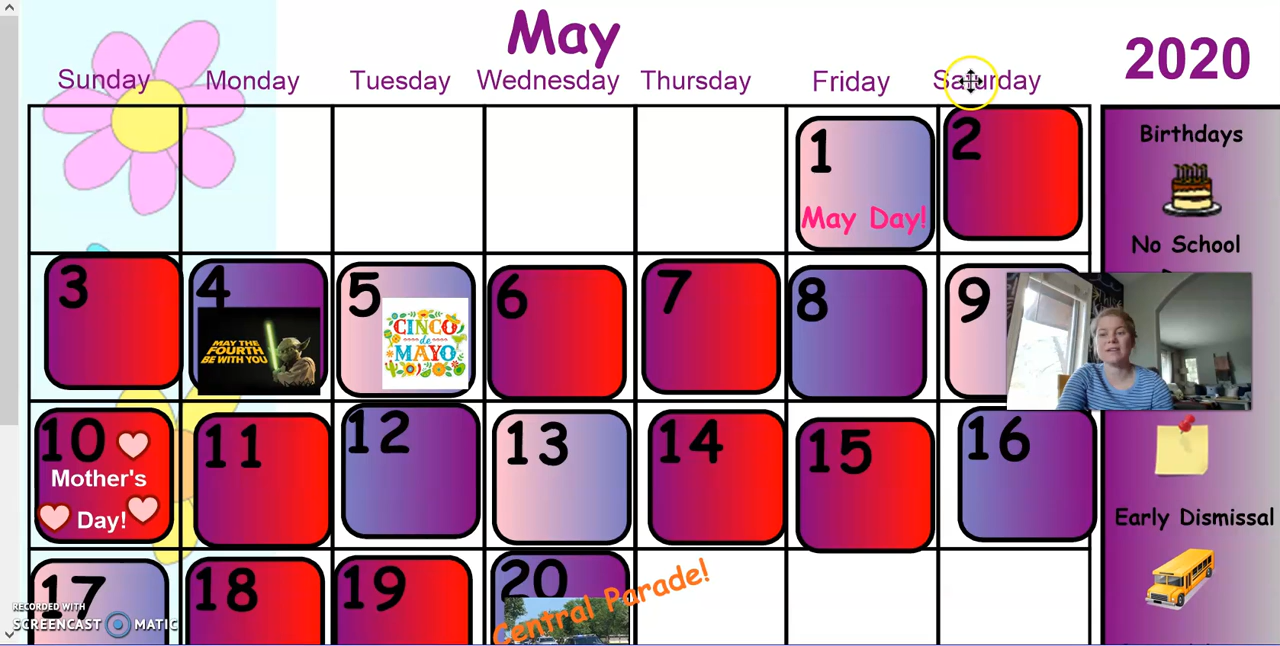 May
2020
Sunday Monday Tuesday Wednesday Thursday Friday Saturday
Birthdays
1
May Day!
2
No School
3
4
MAY THE
FOURTH
BE WITH YOU
5
CINCO
de
MAYO
6
7
8
9
10
Mother's
Day!
11
12
13
14
15
16
Early Dismissal
17
18
19
20
Central Parade!
RECORDED WITH
SCREENCAST MATIC